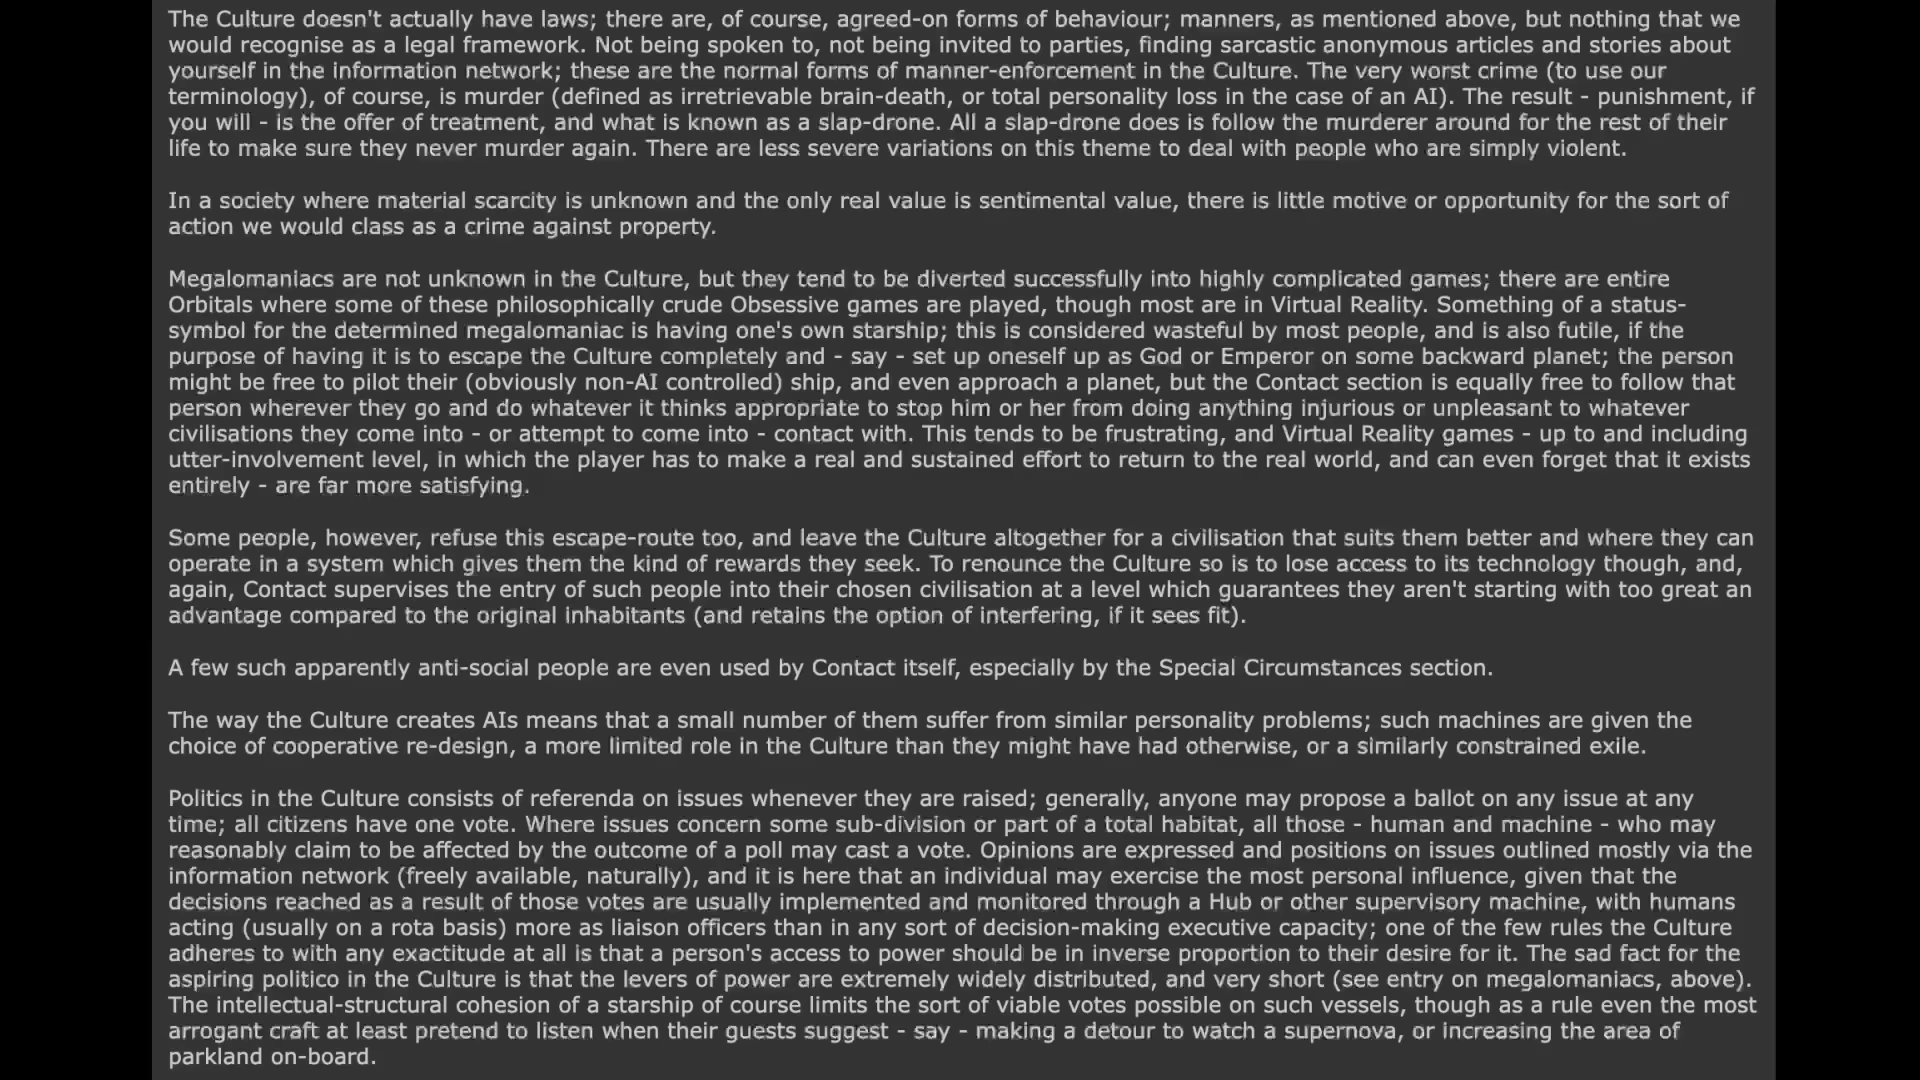 The Culture doesn't actually have laws; there are, of course, agreed-on forms of behaviour; manners, as mentioned above, but nothing that we
would recognise as a legal framework. Not being spoken to, not being invited to parties, finding sarcastic anonymous articles and stories about
yourself in the information network; these are the normal forms of manner-enforcement in the Culture. The very worst crime (to use our
terminology), of course, is murder (defined as irretrievable brain-death, or total personality loss in the case of an AI). The result - punishment, if
you will - is the offer of treatment, and what is known as a slap-drone. All a slap-drone does is follow the murderer around for the rest of their
life to make sure they never murder again. There are less severe variations on this theme to deal with people who are simply violent.
In a society where material scarcity is unknown and the only real value is sentimental value, there is little motive or opportunity for the sort of
action we would class as a crime against property.
Megalomaniacs are not unknown in the Culture, but they tend to be diverted successfully into highly complicated games; there are entire
Orbitals where some of these philosophically crude Obsessive games are played, though most are in Virtual Reality. Something of a status-
symbol for the determined megalomaniac is having one's own starship; this is considered wasteful by most people, and is also futile, if the
purpose of having it is to escape the Culture completely and - say - set up oneself up as God or Emperor on some backward planet; the person
might be free to pilot their (obviously non-AI controlled) ship, and even approach a planet, but the Contact section is equally free to follow that
person wherever they go and do whatever it thinks appropriate to stop him or her from doing anything injurious or unpleasant to whatever
civilisations they come into - or attempt to come into - contact with. This tends to be frustrating, and Virtual Reality games - up to and including
utter-involvement level, in which the player has to make a real and sustained effort to return to the real world, and can even forget that it exists
entirely - are far more satisfying.
Some people, however, refuse this escape-route too, and leave the Culture altogether for a civilisation that suits them better and where they can
operate in a system which gives them the kind of rewards they seek. To renounce the Culture so is to lose access to its technology though, and,
again, Contact supervises the entry of such people into their chosen civilisation at a level which guarantees they aren't starting with too great an
advantage compared to the original inhabitants (and retains the option of interfering, if it sees fit).
A few such apparently anti-social people are even used by Contact itself, especially by the Special Circumstances section.
The way the Culture creates AIs means that a small number of them suffer from similar personality problems; such machines are given the
choice of cooperative re-design, a more limited role in the Culture than they might have had otherwise, or a similarly constrained exile.
Politics in the Culture consists of referenda on issues whenever they are raised; generally, anyone may propose a ballot on any issue at any
time; all citizens have one vote. Where issues concern some sub-division or part of a total habitat, all those - human and machine - who may
reasonably claim to be affected by the outcome of a poll may cast a vote. Opinions are expressed and positions on issues outlined mostly via the
information network (freely available, naturally), and it is here that an individual may exercise the most personal influence, given that the
decisions reached as a result of those votes are usually implemented and monitored through a Hub or other supervisory machine, with humans
acting (usually on a rota basis) more as liaison officers than in any sort of decision-making executive capacity; one of the few rules the Culture
adheres to with any exactitude at all is that a person's access to power should be in inverse proportion to their desire for it. The sad fact for the
aspiring politico in the Culture is that the levers of power are extremely widely distributed, and very short (see entry on megalomaniacs, above).
The intellectual-structural cohesion of a starship of course limits the sort of viable votes possible on such vessels, though as a rule even the most
arrogant craft at least pretend to listen when their guests suggest - say - making a detour to watch a supernova, or increasing the area of
parkland on-board.